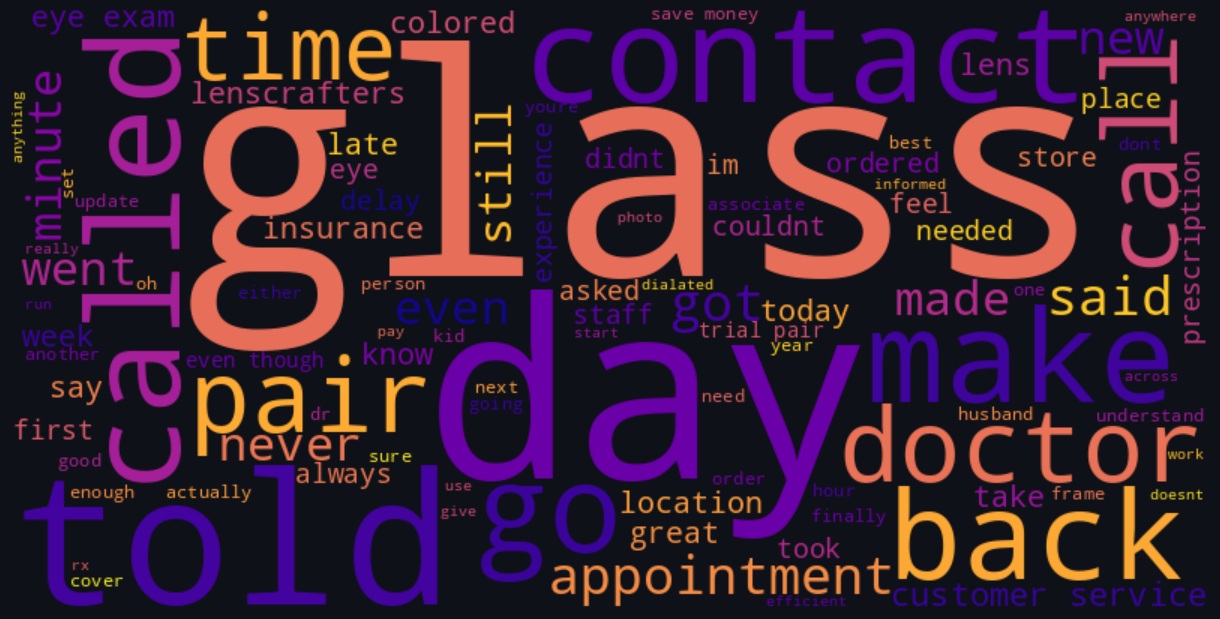 eye exam
time
colored
save money
contact
new
anywhere
called
lenscrafters
glass
lens
call
place
minute
anything
late
still
youre
didnt
im
ordered
best
store
dont
eye
experience
informed
set
update
delay
insurance
photo
associate
couldnt
feel
needed
prescription
really
went
oh
person
either
asked
dialated
got
today
made
one
said
run
even
staff
start
trial pair
week
another
pay
kid
year
make
even though
know
day
across
say
pair
next
going
need
husband
understand
first
dr
never
sure
doctor
work
good
always
enough
actually
use
order
hour
take
frame
doesnt
told
give
go
location
finally
back
great
took
rx
cover
appointment
efficient
customer service